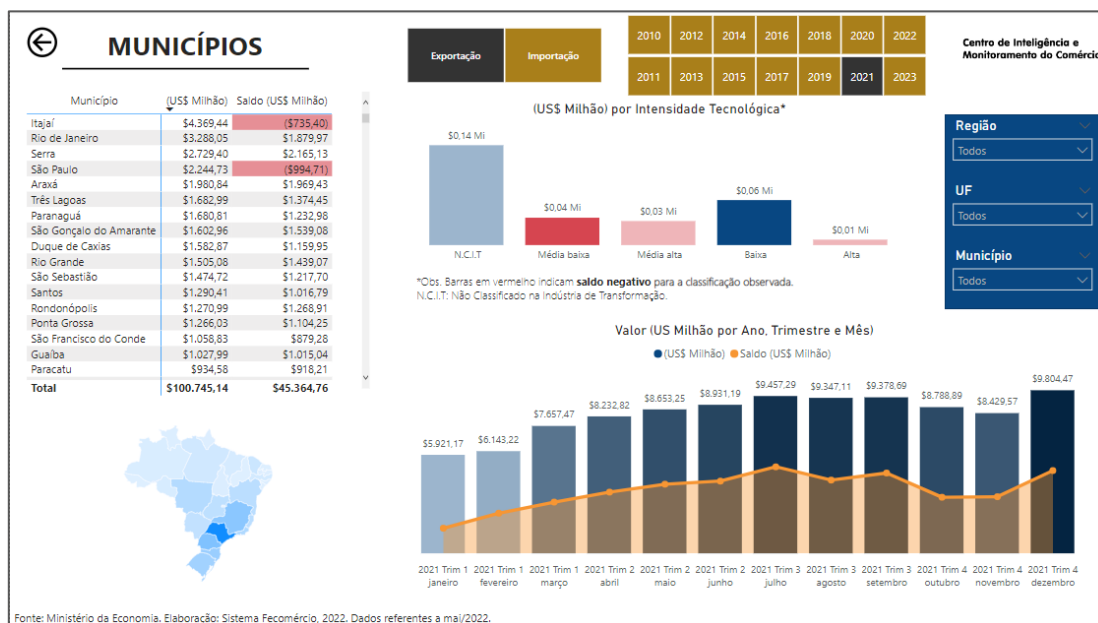 MUNICÍPIOS
Exportação
Importação
2010 2012 2014 2016 2018 2020 2022
2011 2013 2015 2017 2019 2021 2023
Centro de Inteligência e
Monitoramento do Comércio
Município (US$ Milhão) Saldo (US$ Milhão)
Itajaí $4.369,44 ($735,40)
Rio de Janeiro $3.288,05 $1.879,97
Serra $2.729,40 $2.165,13
São Paulo $2.244,73 ($994,71)
Araxá $1.980,84 $1.969,43
Três Lagoas $1.682,99 $1.374,45
Paranaguá $1.680,81 $1.232,98
São Gonçalo do Amarante $1.602,96 $1.539,08
Duque de Caxias $1.582,87 $1.159,95
Rio Grande $1.505,08 $1.439,07
São Sebastião $1.474,72 $1.217,70
Santos $1.290,41 $1.016,79
Rondonópolis $1.270,99 $1.268,91
Ponta Grossa $1.266,03 $1.104,25
São Francisco do Conde $1.058,83 $879,28
Guaíba $1.027,99 $1.015,04
Paracatu $934,58 $918,21
Total $100.745,14 $45.364,76
(US$ Milhão) por Intensidade Tecnológica*
$0,14 Mi
$0,04 Mi
$0,03 Mi
$0,06 Mi
$0,01 Mi
N.C.I.T Média baixa Média alta Baixa Alta
*Obs. Barras em vermelho indicam saldo negativo para a classificação observada.
N.C.I.T: Não Classificado na Indústria de Transformação.
Região
Todos
UF
Todos
Município
Todos
Valor (US Milhão por Ano, Trimestre e Mês)
(US$ Milhão) Saldo (US$ Milhão)
$5.921,17 $6.143,22 $7.657,47 $8.232,82 $8.653,25 $8.931,19 $9.457,29 $9.347,11 $9.378,69 $8.788,89 $8.429,57 $9.804,47
2021 Trim 1 2021 Trim 1 2021 Trim 1 2021 Trim 2 2021 Trim 2 2021 Trim 2 2021 Trim 3 2021 Trim 3 2021 Trim 3 2021 Trim 4 2021 Trim 4 2021 Trim 4
janeiro fevereiro março abril maio junho julho agosto setembro outubro novembro dezembro
Fonte: Ministério da Economia. Elaboração: Sistema Fecomércio, 2022. Dados referentes a mai/2022.